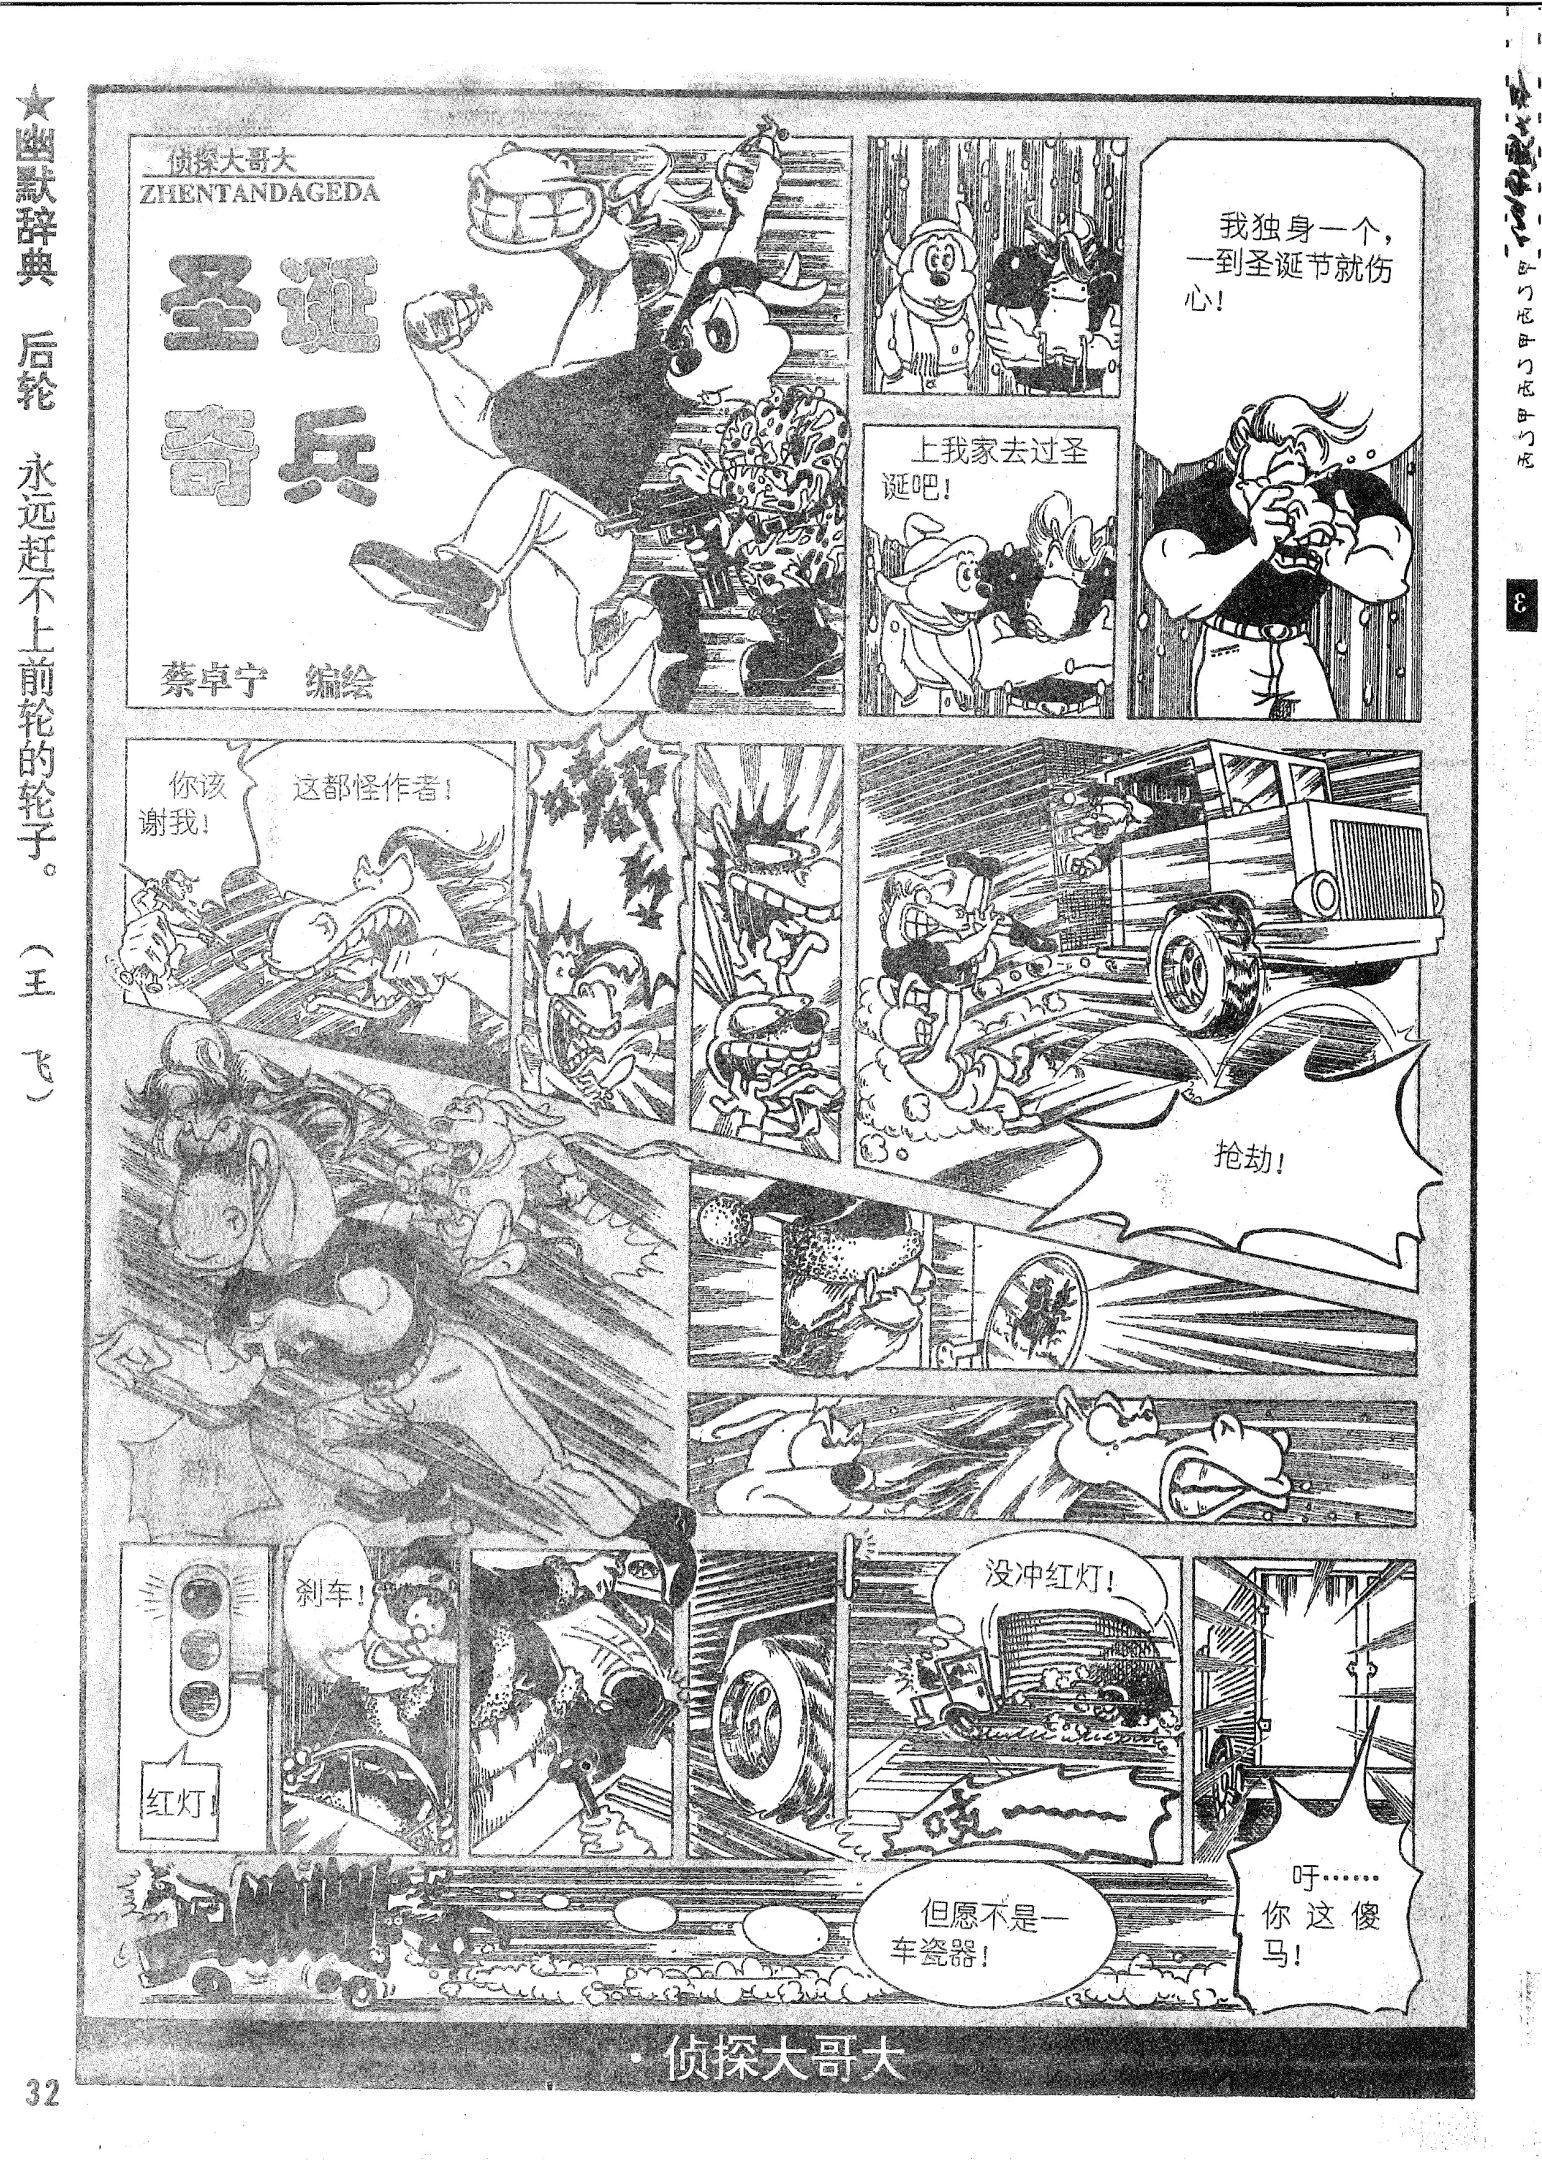 ★幽默辞典 后轮 永远赶不上前轮的轮子。 （王 飞）
侦探大哥大
ZHENTANDAGEDA
圣诞
奇兵
蔡卓宁 编绘
我独身一个，
一到圣诞节就伤
心！
上我家去过圣
诞吧！
你该
谢我！
这都怪作者！
抢劫！
红灯！
刹车！
没冲红灯！
吱
吁……
你这傻
马！
但愿不是一
车瓷器！
·侦探大哥大
32
3